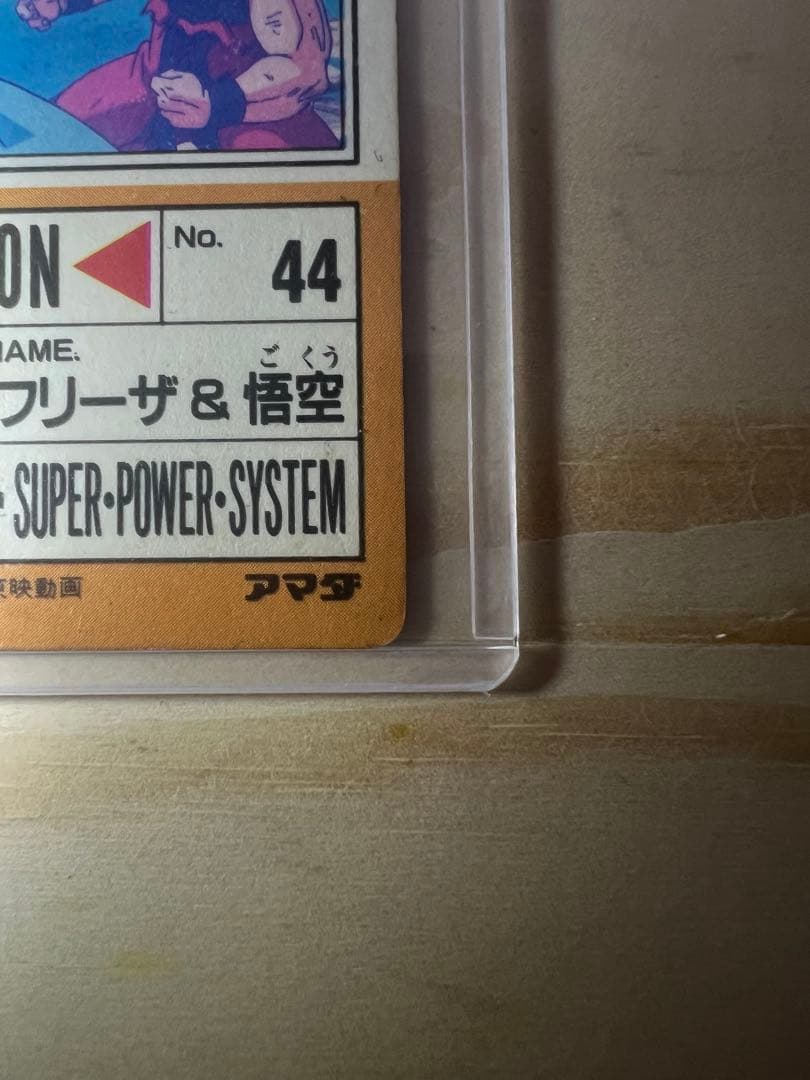 ON
No.
44
NAME.
ごくう
フリーザ & 悟空
SUPER•POWER•SYSTEM
映動画
アマダ